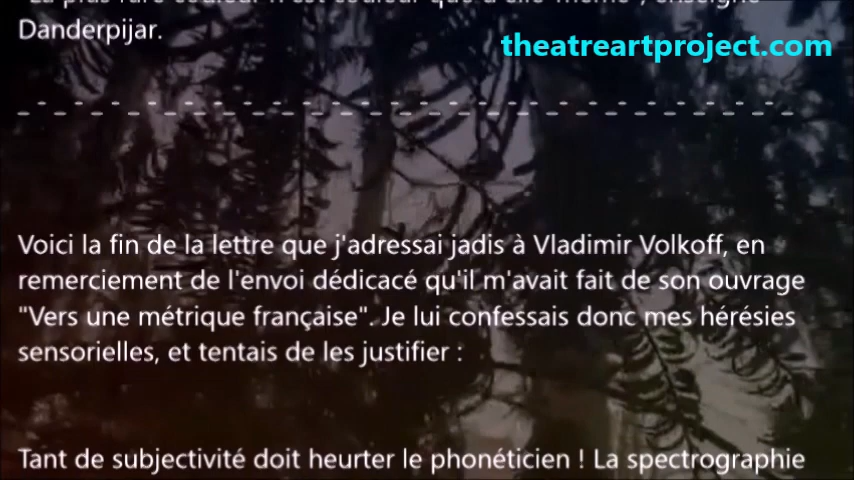 "La plus rare couleur n'est couleur que d'elle-même", enseigne
Danderpijar.
theatreartproject.com
Voici la fin de la lettre que j'adressai jadis à Vladimir Volkoff, en
remerciement de l'envoi dédicacé qu'il m'avait fait de son ouvrage
"Vers une métrique française". Je lui confessais donc mes hérésies
sensorielles, et tentais de les justifier :
Tant de subjectivité doit heurter le phonéticien ! La spectrographie